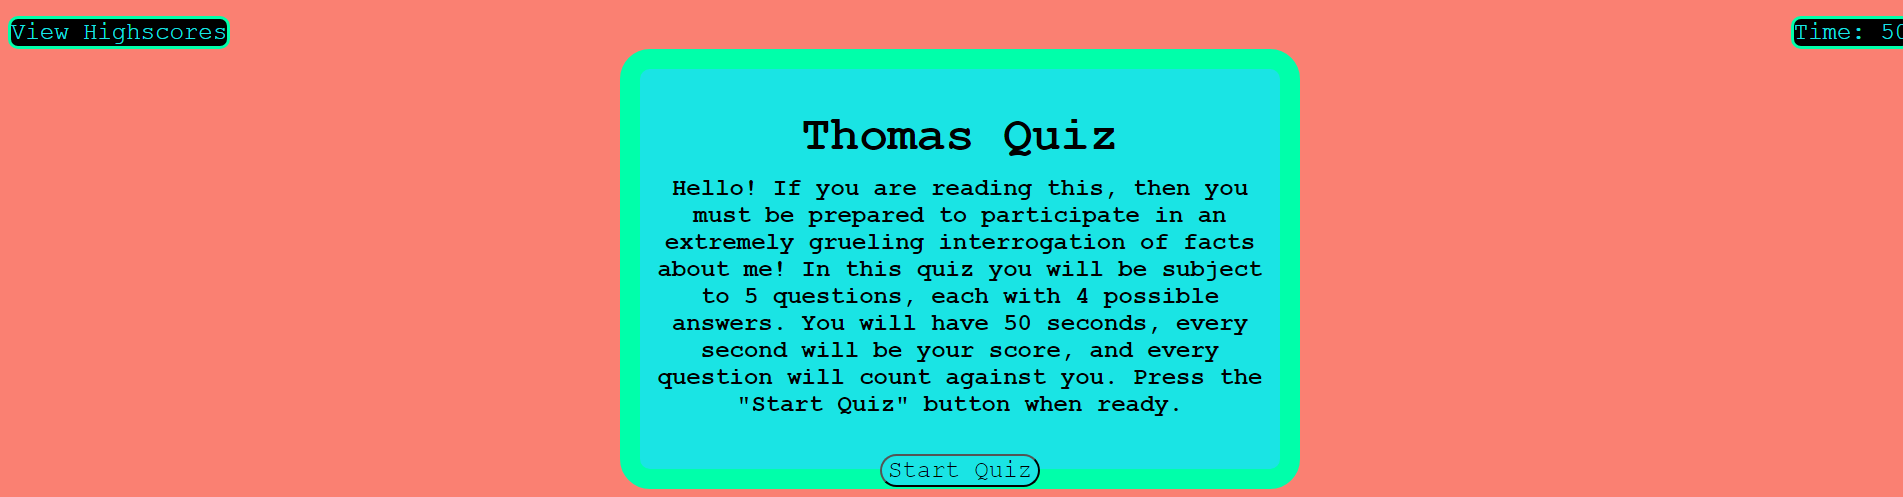 View Highscores
Time: 50
Thomas Quiz
Hello! If you are reading this, then you
must be prepared to participate in an
extremely grueling interrogation of facts
about me! In this quiz you will be subject
to 5 questions, each with 4 possible
answers. You will have 50 seconds, every
second will be your score, and every
question will count against you. Press the
"Start Quiz" button when ready.
Start Quiz